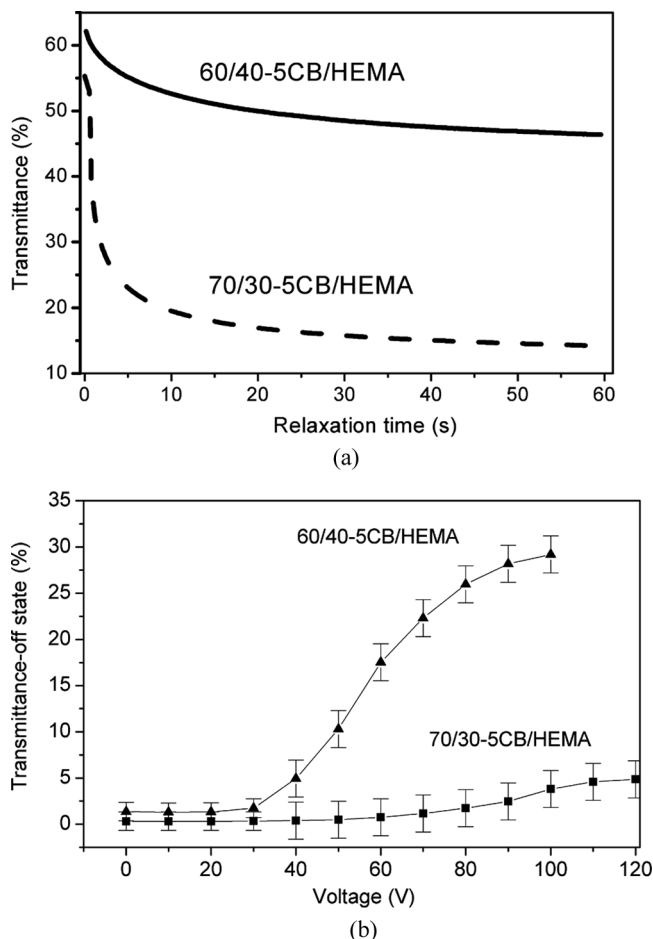 60
50
40
30
20
10
Transmittance (%)
60/40-5CB/HEMA
70/30-5CB/HEMA
0 10 20 30 40 50 60
Relaxation time (s)
(a)
35
30
25
20
15
10
5
0
Transmittance-off state (%)
60/40-5CB/HEMA
70/30-5CB/HEMA
0 20 40 60 80 100 120
Voltage (V)
(b)